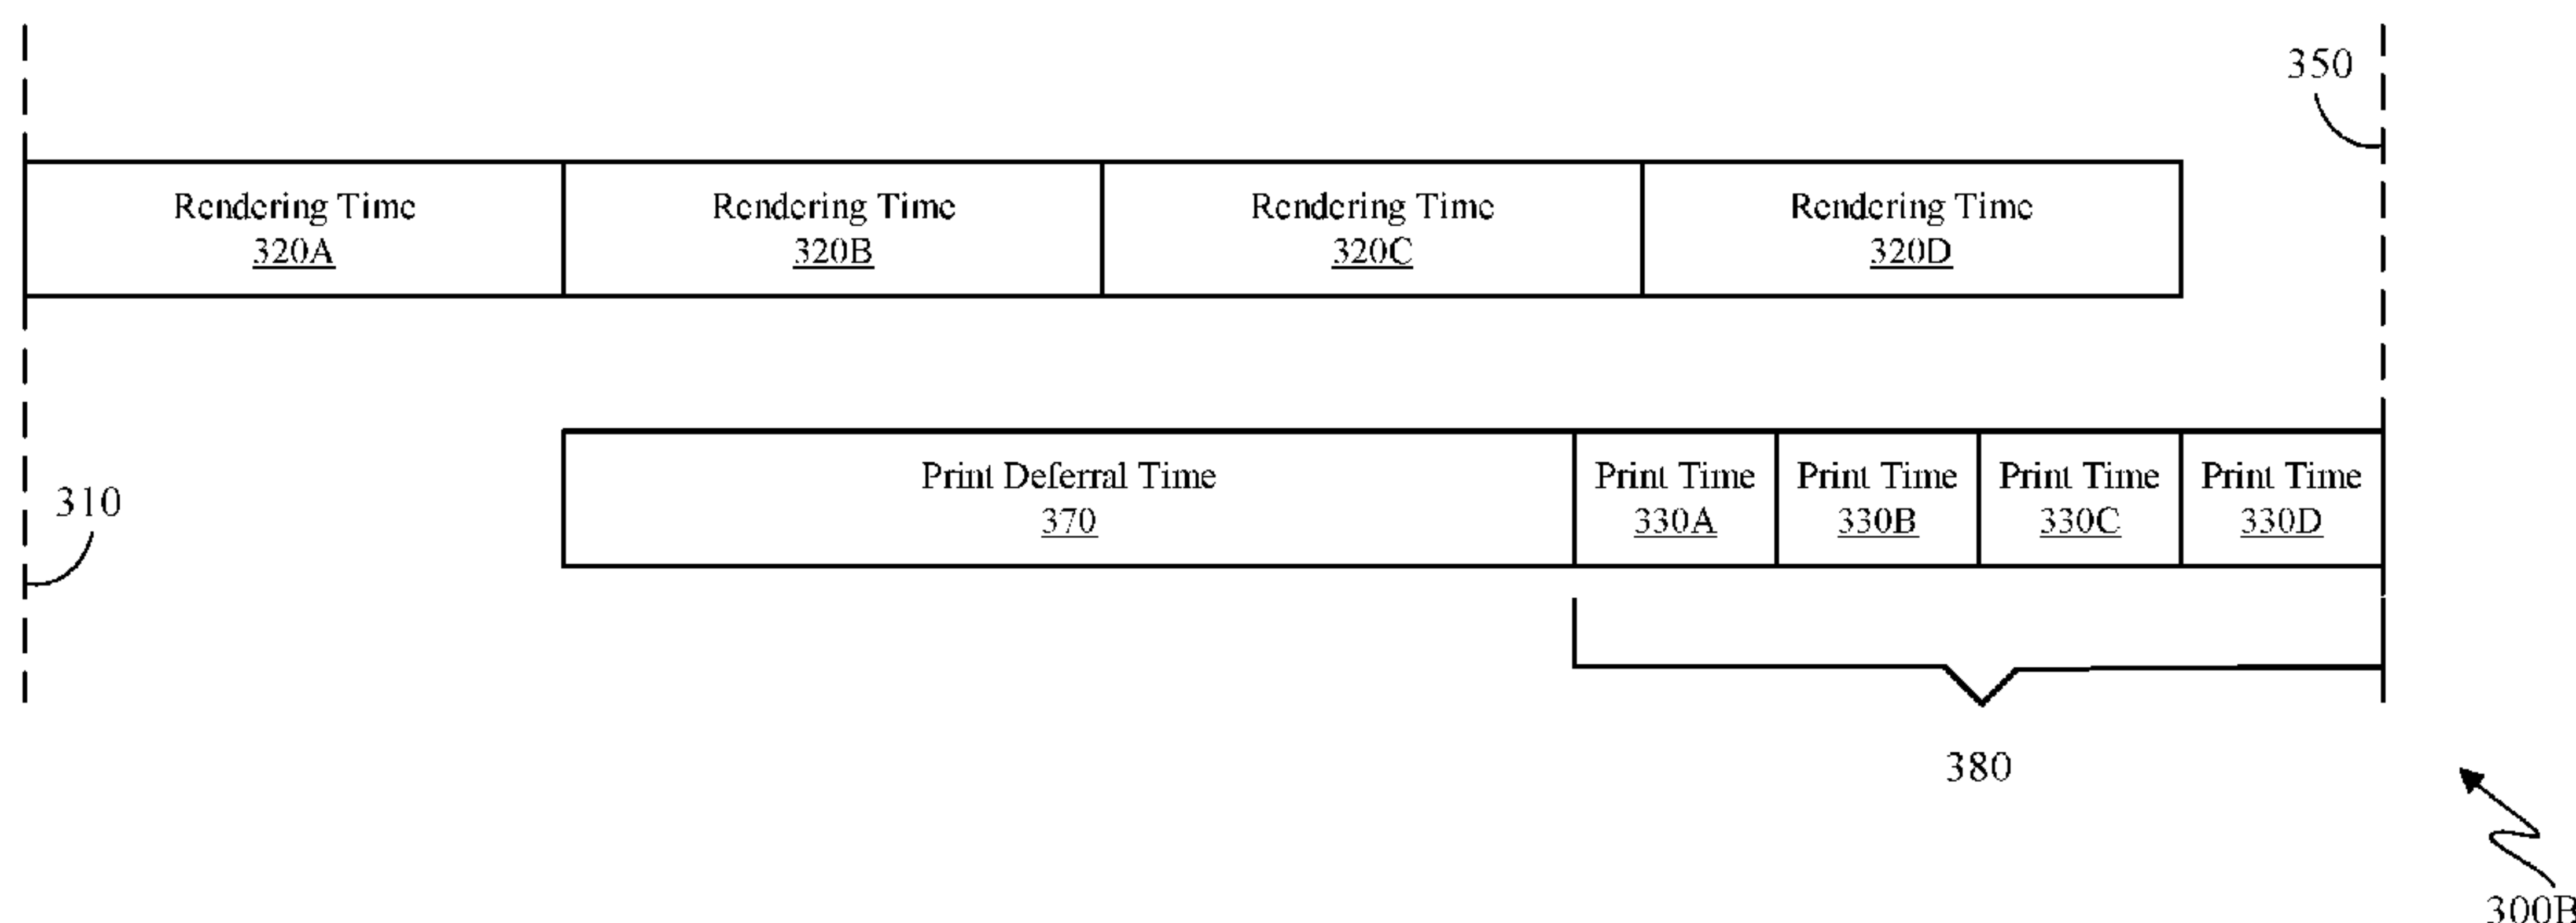 350
Rendering Time
320A
Rendering Time
320B
Rendering Time
320C
Rendering Time
320D
310
Print Deferral Time
370
Print Time
330A
Print Time
330B
Print Time
330C
Print Time
330D
380
300B